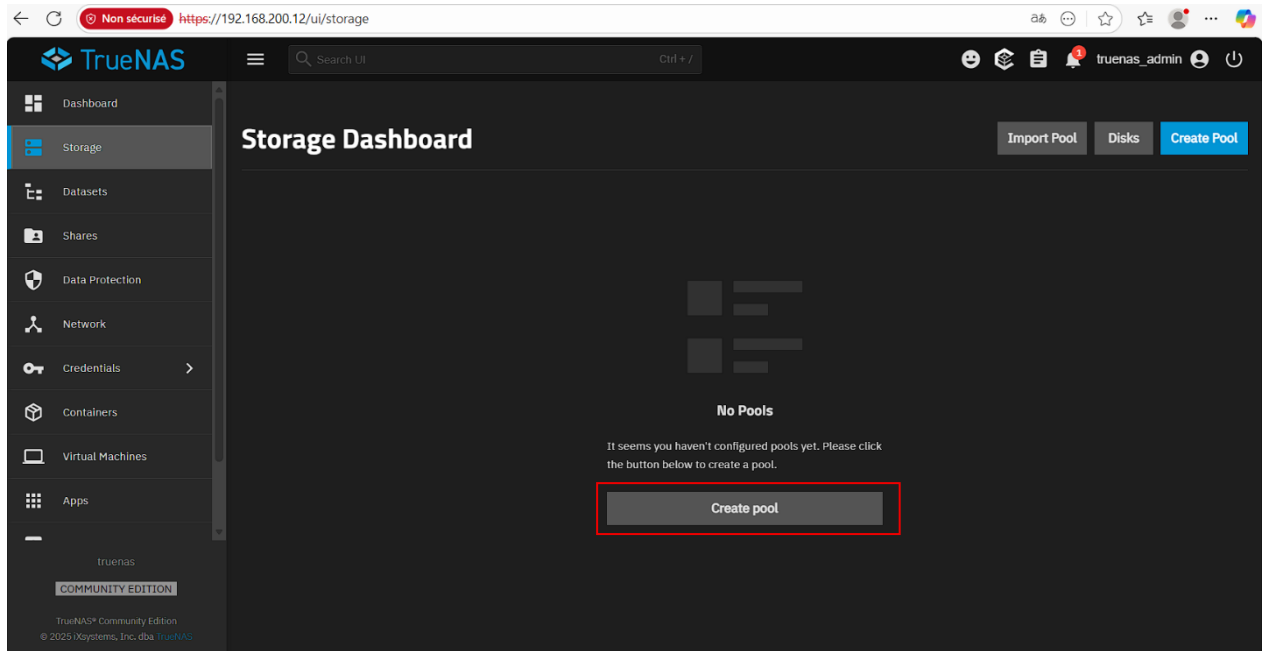 Non sécurisé https://192.168.200.12/ui/storage
TrueNAS
Search UI
Ctrl + /
1
truenas_admin
Dashboard
Storage
Datasets
Shares
Data Protection
Network
Credentials
Containers
Virtual Machines
Apps
truenas
COMMUNITY EDITION
TrueNAS® Community Edition
© 2025 iXsystems, Inc. dba TrueNAS
Storage Dashboard
Import Pool
Disks
Create Pool
No Pools
It seems you haven't configured pools yet. Please click
the button below to create a pool.
Create pool